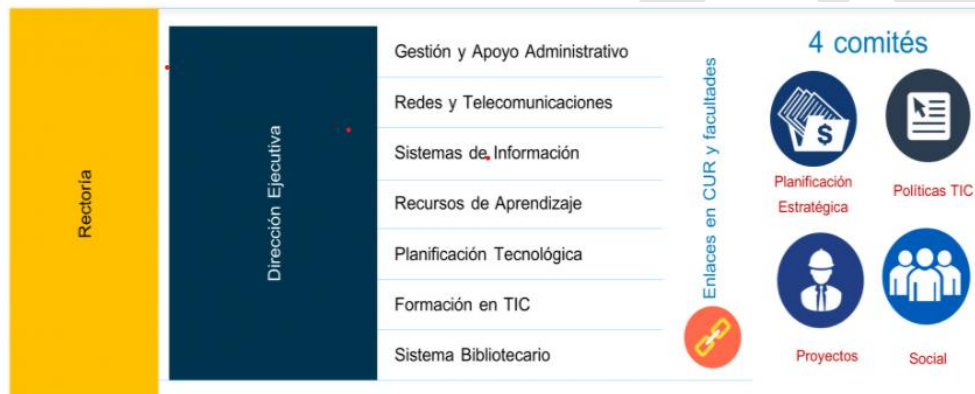 Rectoría
Dirección Ejecutiva
Gestión y Apoyo Administrativo
Redes y Telecomunicaciones
Sistemas de Información
Recursos de Aprendizaje
Planificación Tecnológica
Formación en TIC
Sistema Bibliotecario
Enlaces en CUR y facultades
4 comités
$
Planificación
Estratégica
Políticas TIC
Proyectos
Social